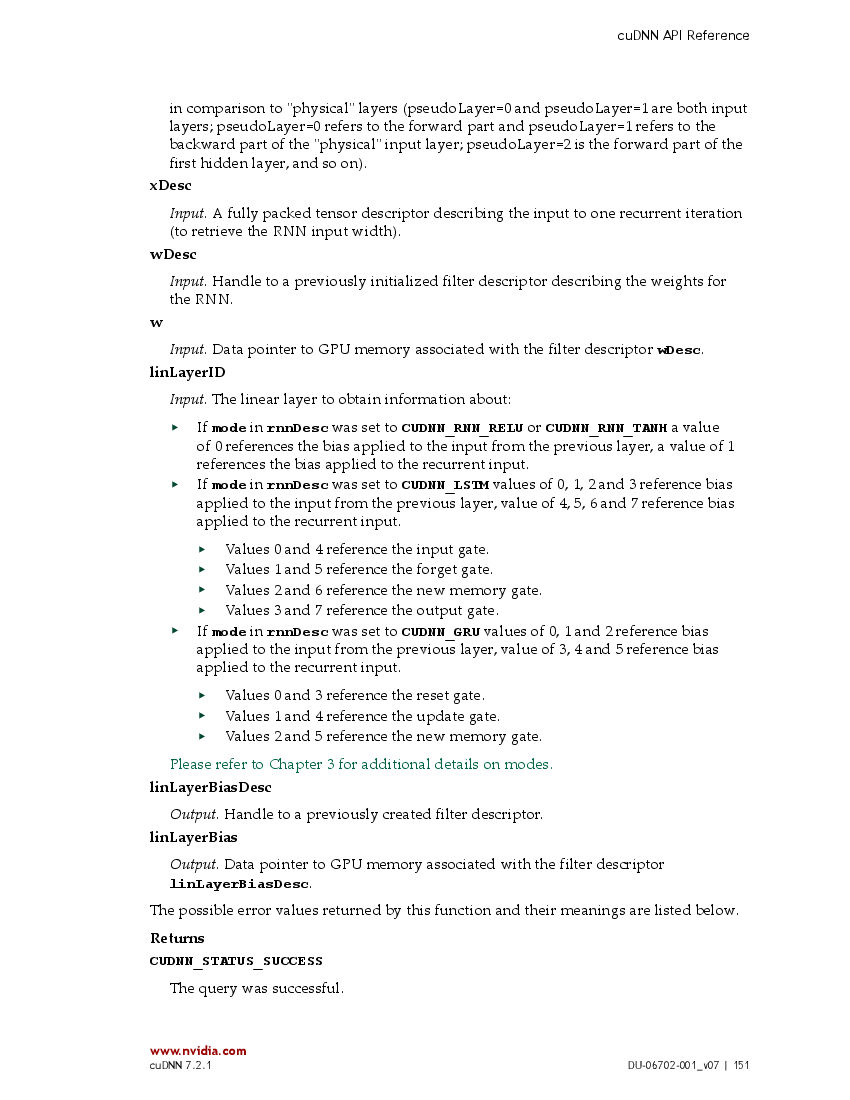 cuDNN API Reference
in comparison to "physical" layers (pseudoLayer=0 and pseudoLayer=1 are both input
layers; pseudoLayer=0 refers to the forward part and pseudoLayer=1 refers to the
backward part of the "physical" input layer; pseudoLayer=2 is the forward part of the
first hidden layer, and so on).
xDesc
Input. A fully packed tensor descriptor describing the input to one recurrent iteration
(to retrieve the RNN input width).
wDesc
Input. Handle to a previously initialized filter descriptor describing the weights for
the RNN.
w
Input. Data pointer to GPU memory associated with the filter descriptor wDesc.
linLayerID
Input. The linear layer to obtain information about:
‣ If mode in rnnDesc was set to CUDNN_RNN_RELU or CUDNN_RNN_TANH a value
of 0 references the bias applied to the input from the previous layer, a value of 1
references the bias applied to the recurrent input.
‣ If mode in rnnDesc was set to CUDNN_LSTM values of 0, 1, 2 and 3 reference bias
applied to the input from the previous layer, value of 4, 5, 6 and 7 reference bias
applied to the recurrent input.
‣ Values 0 and 4 reference the input gate.
‣ Values 1 and 5 reference the forget gate.
‣ Values 2 and 6 reference the new memory gate.
‣ Values 3 and 7 reference the output gate.
‣ If mode in rnnDesc was set to CUDNN_GRU values of 0, 1 and 2 reference bias
applied to the input from the previous layer, value of 3, 4 and 5 reference bias
applied to the recurrent input.
‣ Values 0 and 3 reference the reset gate.
‣ Values 1 and 4 reference the update gate.
‣ Values 2 and 5 reference the new memory gate.
Please refer to Chapter 3 for additional details on modes.
linLayerBiasDesc
Output. Handle to a previously created filter descriptor.
linLayerBias
Output. Data pointer to GPU memory associated with the filter descriptor
linLayerBiasDesc.
The possible error values returned by this function and their meanings are listed below.
Returns
CUDNN_STATUS_SUCCESS
The query was successful.
www.nvidia.com
cuDNN 7.2.1 DU-06702-001_v07 | 151